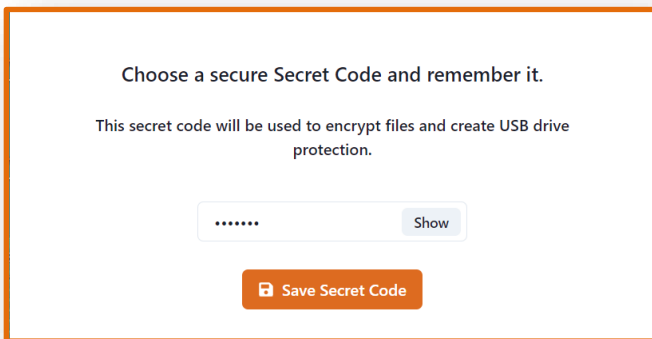 Choose a secure Secret Code and remember it.
This secret code will be used to encrypt files and create USB drive
protection.
•••••••
Show
Save Secret Code